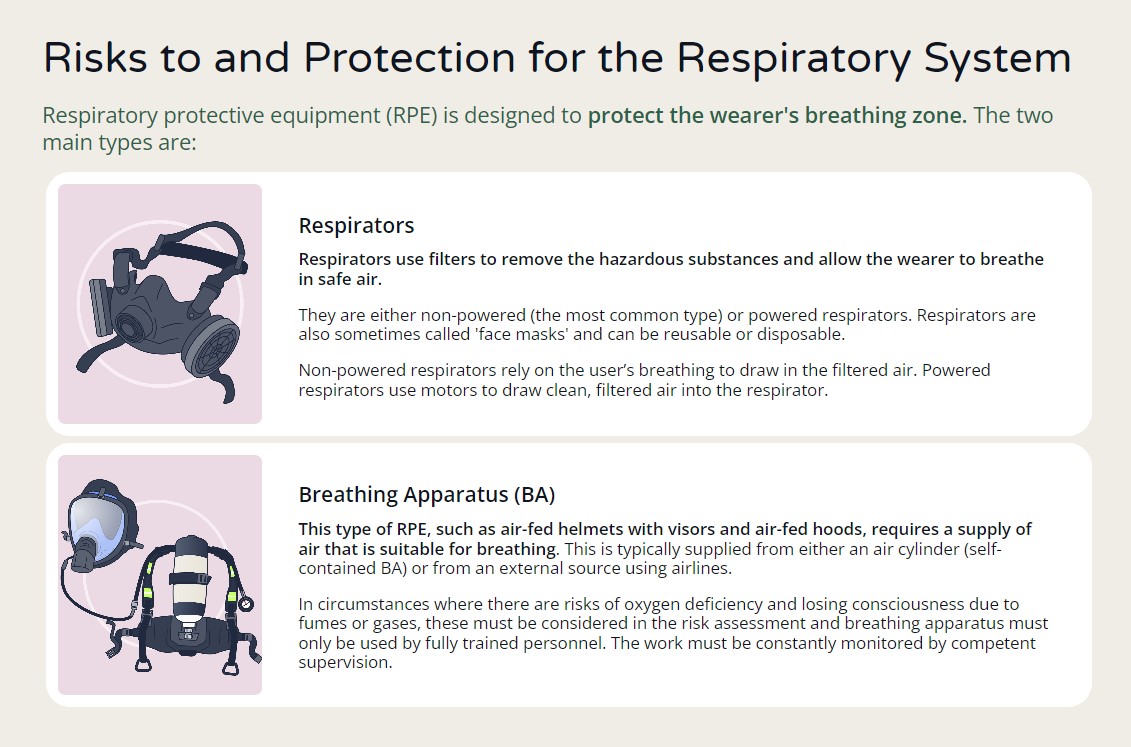 Risks to and Protection for the Respiratory System
Respiratory protective equipment (RPE) is designed to protect the wearer's breathing zone. The two
main types are:
Respirators
Respirators use filters to remove the hazardous substances and allow the wearer to breathe
in safe air.
They are either non-powered (the most common type) or powered respirators. Respirators are
also sometimes called 'face masks' and can be reusable or disposable.
Non-powered respirators rely on the user’s breathing to draw in the filtered air. Powered
respirators use motors to draw clean, filtered air into the respirator.
Breathing Apparatus (BA)
This type of RPE, such as air-fed helmets with visors and air-fed hoods, requires a supply of
air that is suitable for breathing. This is typically supplied from either an air cylinder (self-
contained BA) or from an external source using airlines.
In circumstances where there are risks of oxygen deficiency and losing consciousness due to
fumes or gases, these must be considered in the risk assessment and breathing apparatus must
only be used by fully trained personnel. The work must be constantly monitored by competent
supervision.